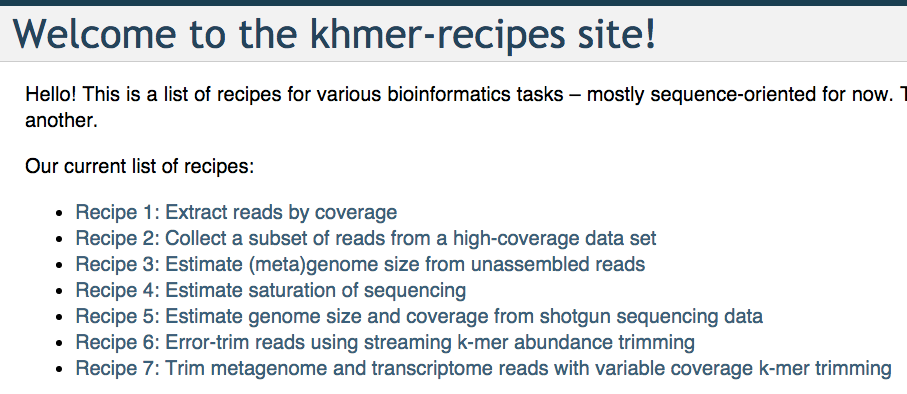 Welcome to the khmer-recipes site!
Hello! This is a list of recipes for various bioinformatics tasks – mostly sequence-oriented for now. T
another.
Our current list of recipes:
• Recipe 1: Extract reads by coverage
• Recipe 2: Collect a subset of reads from a high-coverage data set
• Recipe 3: Estimate (meta)genome size from unassembled reads
• Recipe 4: Estimate saturation of sequencing
• Recipe 5: Estimate genome size and coverage from shotgun sequencing data
• Recipe 6: Error-trim reads using streaming k-mer abundance trimming
• Recipe 7: Trim metagenome and transcriptome reads with variable coverage k-mer trimming